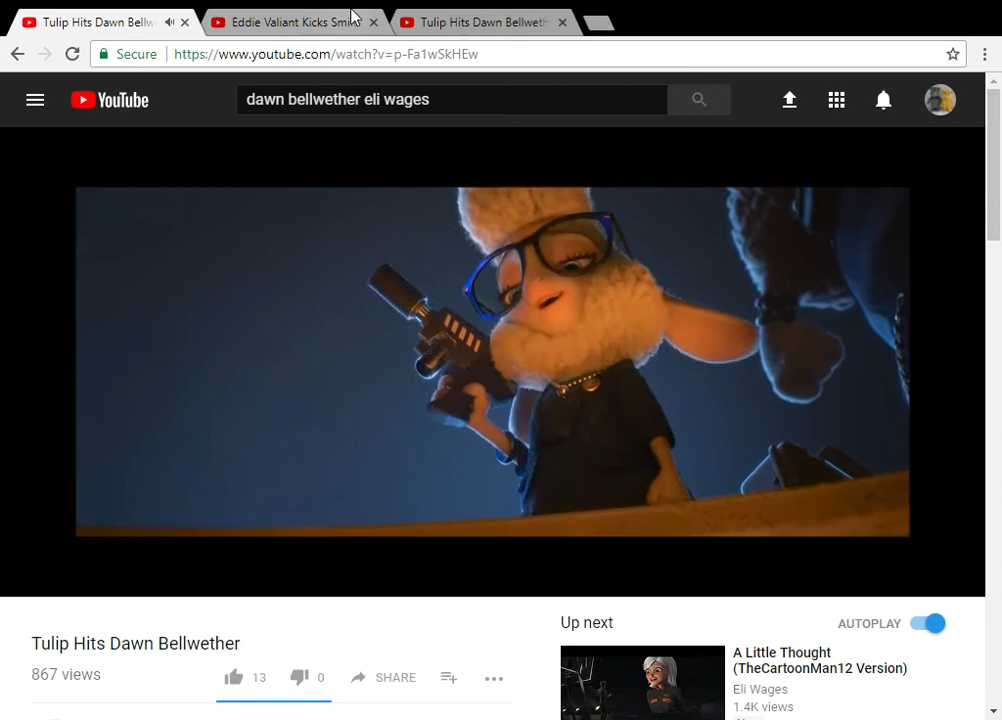 Tulip Hits Dawn Bellw
Eddie Valiant Kicks Smi
Tulip Hits Dawn Bellweth
Secure
https://www.youtube.com/watch?v=p-Fa1wSkHEw
YouTube
dawn bellwether eli wages
Tulip Hits Dawn Bellwether
867 views
13
0
SHARE
Up next
AUTOPLAY
A Little Thought
(TheCartoonMan12 Version)
Eli Wages
1.4K views